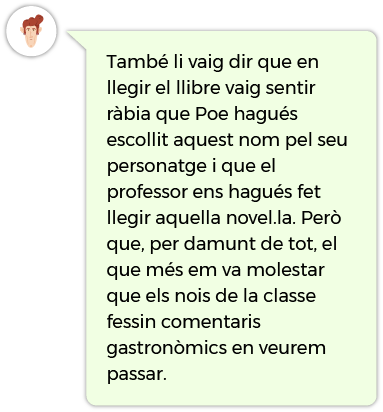 També li vaig dir que en
llegir el llibre vaig sentir
ràbia que Poe hagués
escollit aquest nom pel seu
personatge i que el
professor ens hagués fet
llegir aquella novel.la. Però
que, per damunt de tot, el
que més em va molestar
que els nois de la classe
fessin comentaris
gastronòmics en veurem
passar.